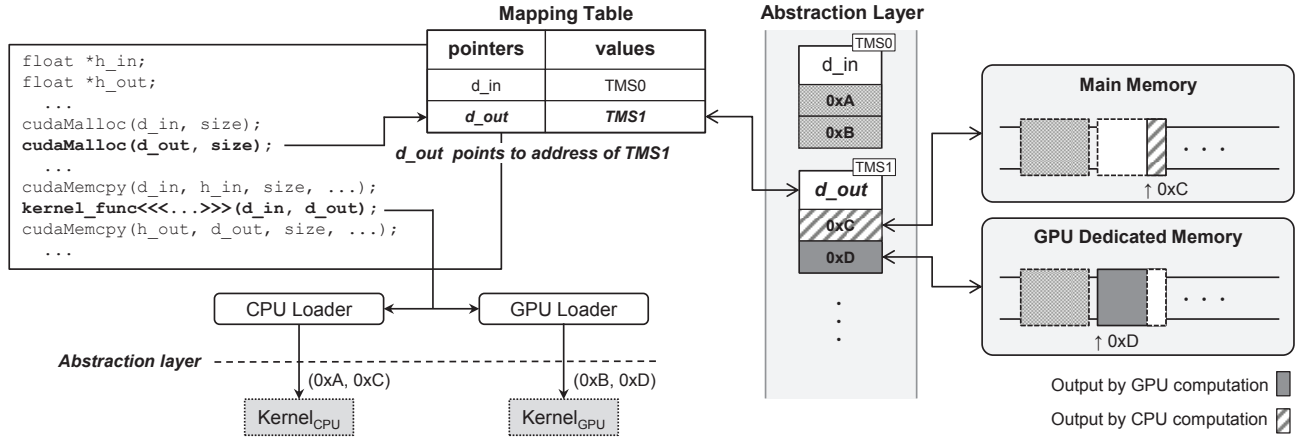 Mapping Table
pointers values
d_in TMS0
d_out TMS1
d_out points to address of TMS1
float *h_in;
float *h_out;
...
cudaMalloc(d_in, size);
cudaMalloc(d_out, size);
...
cudaMemcpy(d_in, h_in, size, ...);
kernel_func<<<...>>>(d_in, d_out);
cudaMemcpy(h_out, d_out, size, ...);
...
CPU Loader
GPU Loader
Abstraction layer
(0xA, 0xC)
(0xB, 0xD)
KernelCPU
KernelGPU
Abstraction Layer
TMS0
d_in
0xA
0xB
TMS1
d_out
0xC
0xD
Main Memory
. . .
↑ 0xC
GPU Dedicated Memory
. . .
↑ 0xD
Output by GPU computation
Output by CPU computation